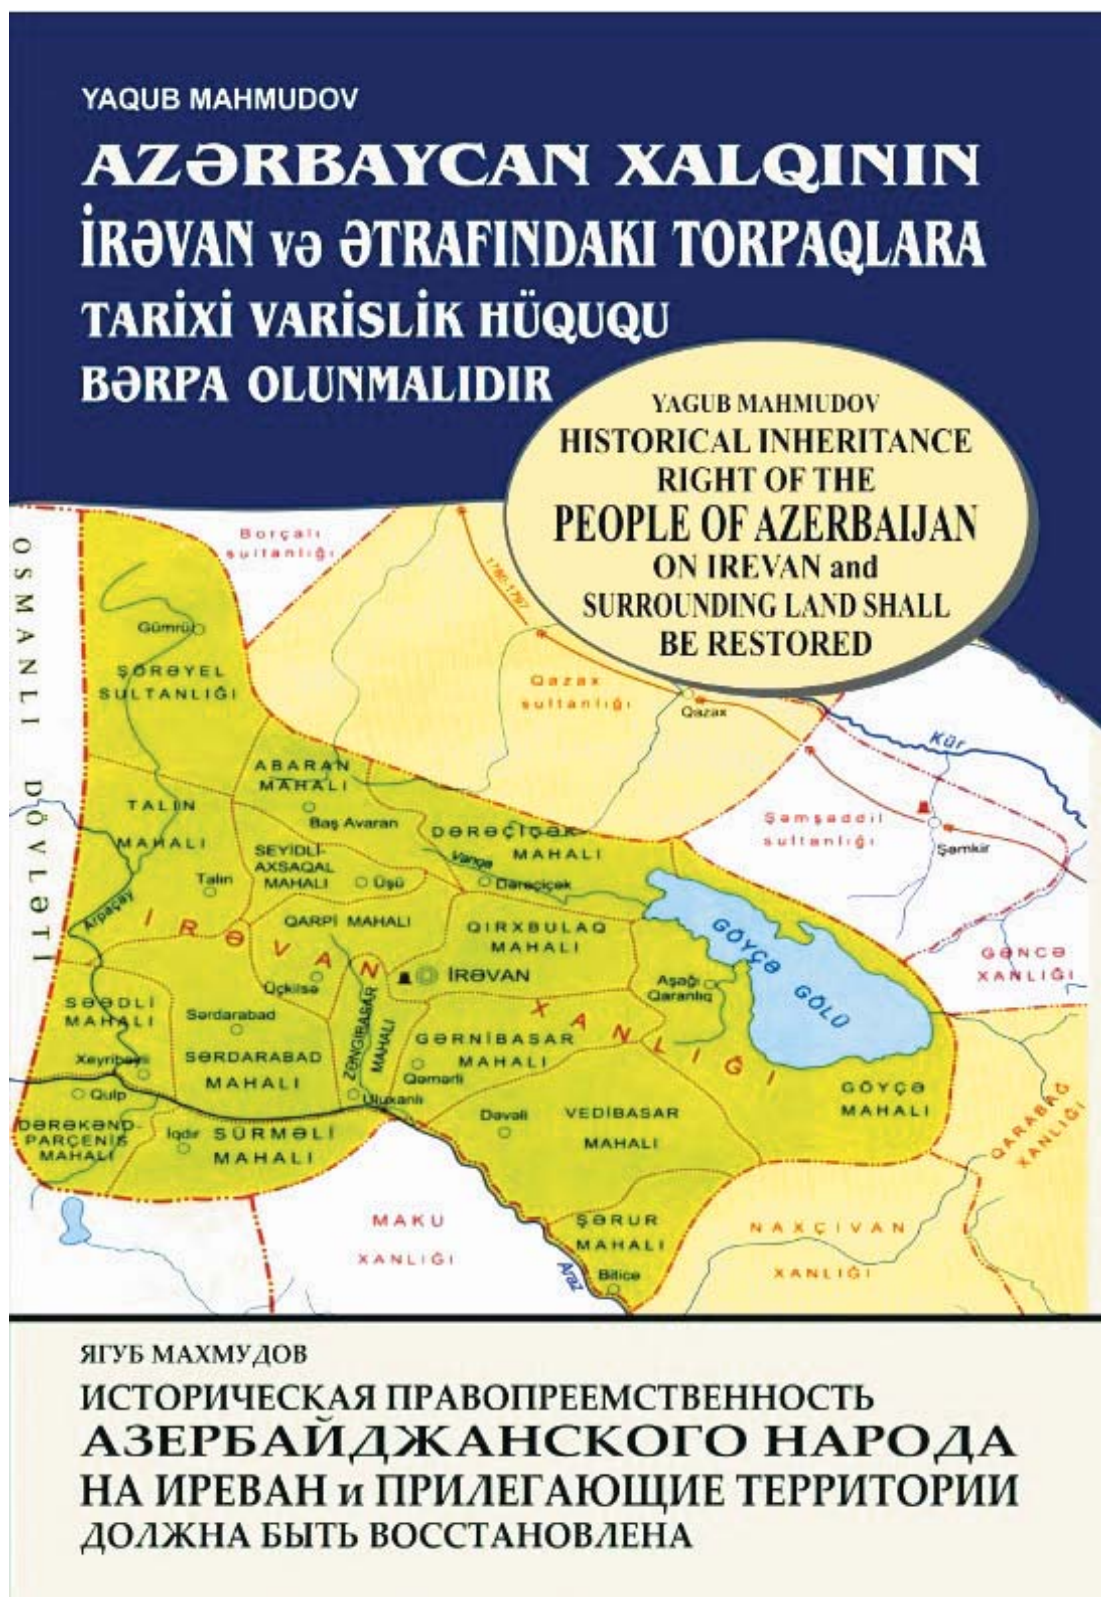 YAQUB MAHMUDOV
AZƏRBAYCAN XALQININ
İRƏVAN və ƏTRAFINDAKI TORPAQLARA
TARİXİ VARİSLİK HÜQUQU
BƏRPA OLUNMALIDIR
YAGUB MAHMUDOV
HISTORICAL INHERITANCE
RIGHT OF THE
PEOPLE OF AZERBAIJAN
ON IREVAN and
SURROUNDING LAND SHALL
BE RESTORED
OSMANLI DÖVLƏTİ
Borçalı
sultanlığı
Gümrü
ŞÖRƏYEL
SULTANLIĞI
Qazax
sultanlığı
Qazax
Kür
ABARAN
MAHALI
Baş Avaran
TALIN
MAHALI
Talın
SEYİDLİ-
AXSAQAL
MAHALI
Üşü
DƏRƏÇİÇƏK
MAHALI
Dərəçiçək
Şəmşəddil
sultanlığı
Şəmkir
Arpaçay
QARPİ MAHALI
QIRXBULAQ
MAHALI
GÖYÇƏ
GÖLÜ
GƏNCƏ
XANLIĞI
İRƏVAN
XANLIĞI
İRƏVAN
Üçkilsə
Aşağı
Qaranlıq
SƏƏDLİ
MAHALI
Sərdarabad
SƏRDARABAD
MAHALI
ZƏNGİBASAR
MAHALI
GƏRNİBASAR
MAHALI
Qəmərli
Uluxanlı
Qulp
DƏRƏKƏND-
PARÇENİS
MAHALI
İqdır
SÜRMƏLİ
MAHALI
Dəvəli
VEDİBASAR
MAHALI
GÖYÇƏ
MAHALI
QARABAĞ
XANLIĞI
MAKU
XANLIĞI
ŞƏRUR
MAHALI
Araz
NAXÇIVAN
XANLIĞI
ЯГУБ МАХМУДОВ
ИСТОРИЧЕСКАЯ ПРАВОПРЕЕМСТВЕННОСТЬ
АЗЕРБАЙДЖАНСКОГО НАРОДА
НА ИРЕВАН и ПРИЛЕГАЮЩИЕ ТЕРРИТОРИИ
ДОЛЖНА БЫТЬ ВОССТАНОВЛЕНА